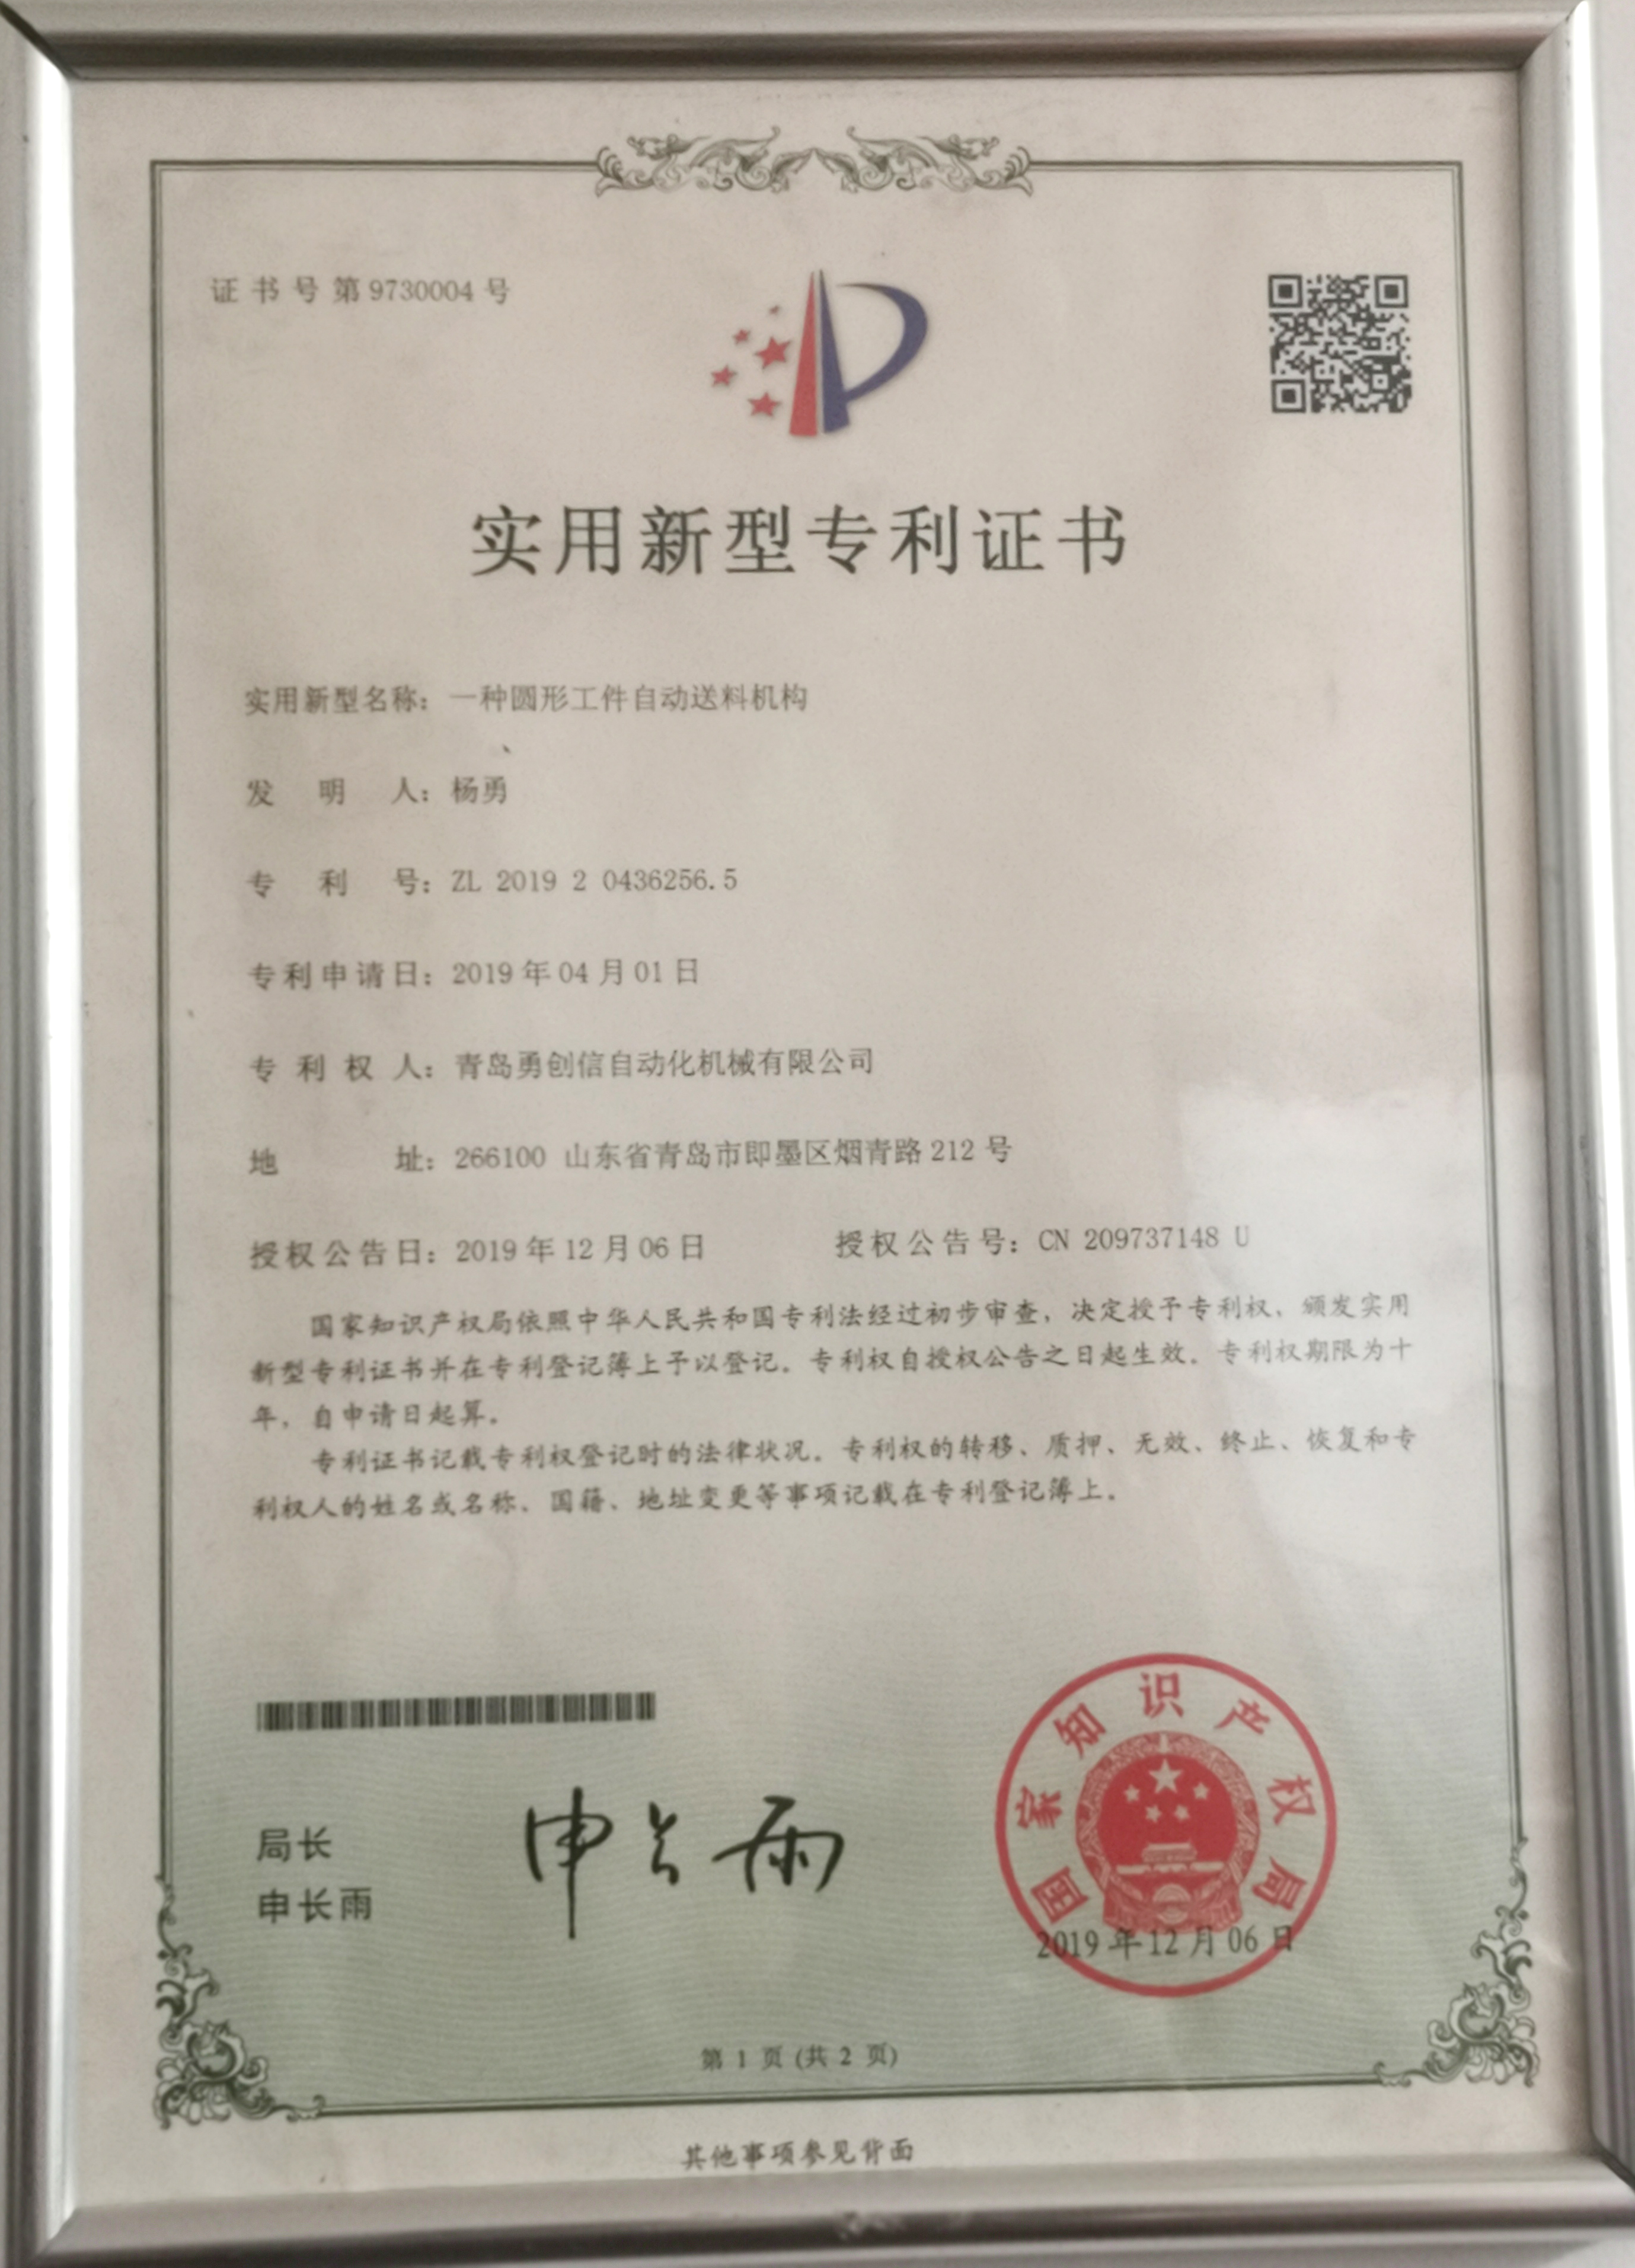 证书号第9730004号
实用新型专利证书
实用新型名称：一种圆形工件自动送料机构
发明人：杨勇
专利号：ZL 2019 2 0436256.5
专利申请日：2019年04月01日
专利权人：青岛勇创信自动化机械有限公司
地址：266100 山东省青岛市即墨区烟青路212号
授权公告日：2019年12月06日 授权公告号：CN 209737148 U
国家知识产权局依照中华人民共和国专利法经过初步审查，决定授予专利权，颁发实用
新型专利证书并在专利登记簿上予以登记。专利权自授权公告之日起生效。专利权期限为十
年，自申请日起算。
专利证书记载专利权登记时的法律状况。专利权的转移、质押、无效、终止、恢复和专
利权人的姓名或名称、国籍、地址变更等事项记载在专利登记簿上。
局长
申长雨
申长雨
国家知识产权局
2019年12月06日
第 1 页 (共 2 页)
其他事项参见背面